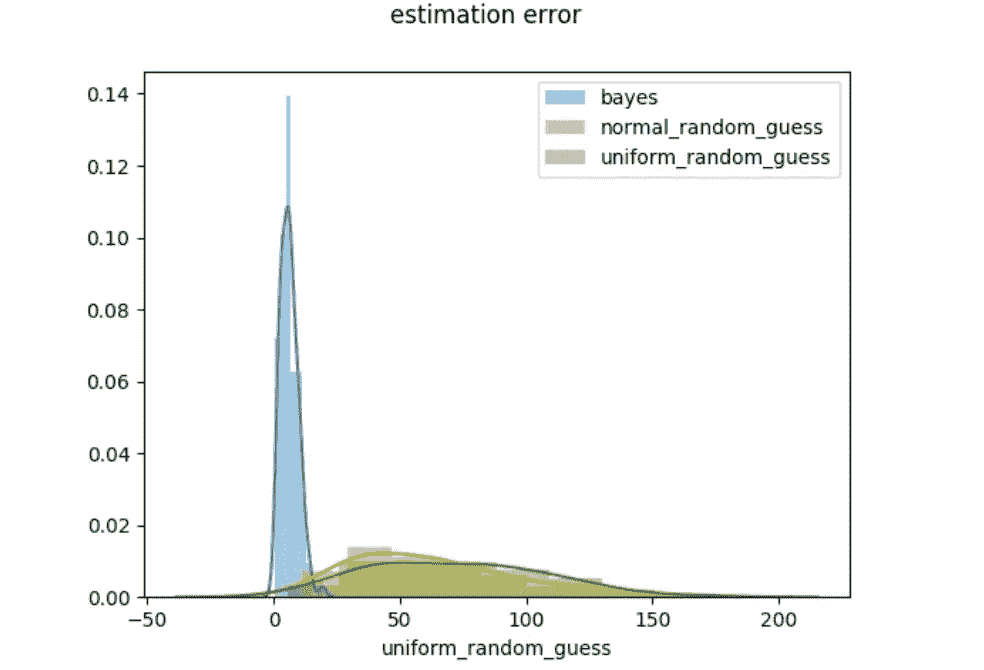 estimation error
0.14
0.12
0.10
0.08
0.06
0.04
0.02
0.00
bayes
normal_random_guess
uniform_random_guess
−50
0
50
100
150
200
uniform_random_guess